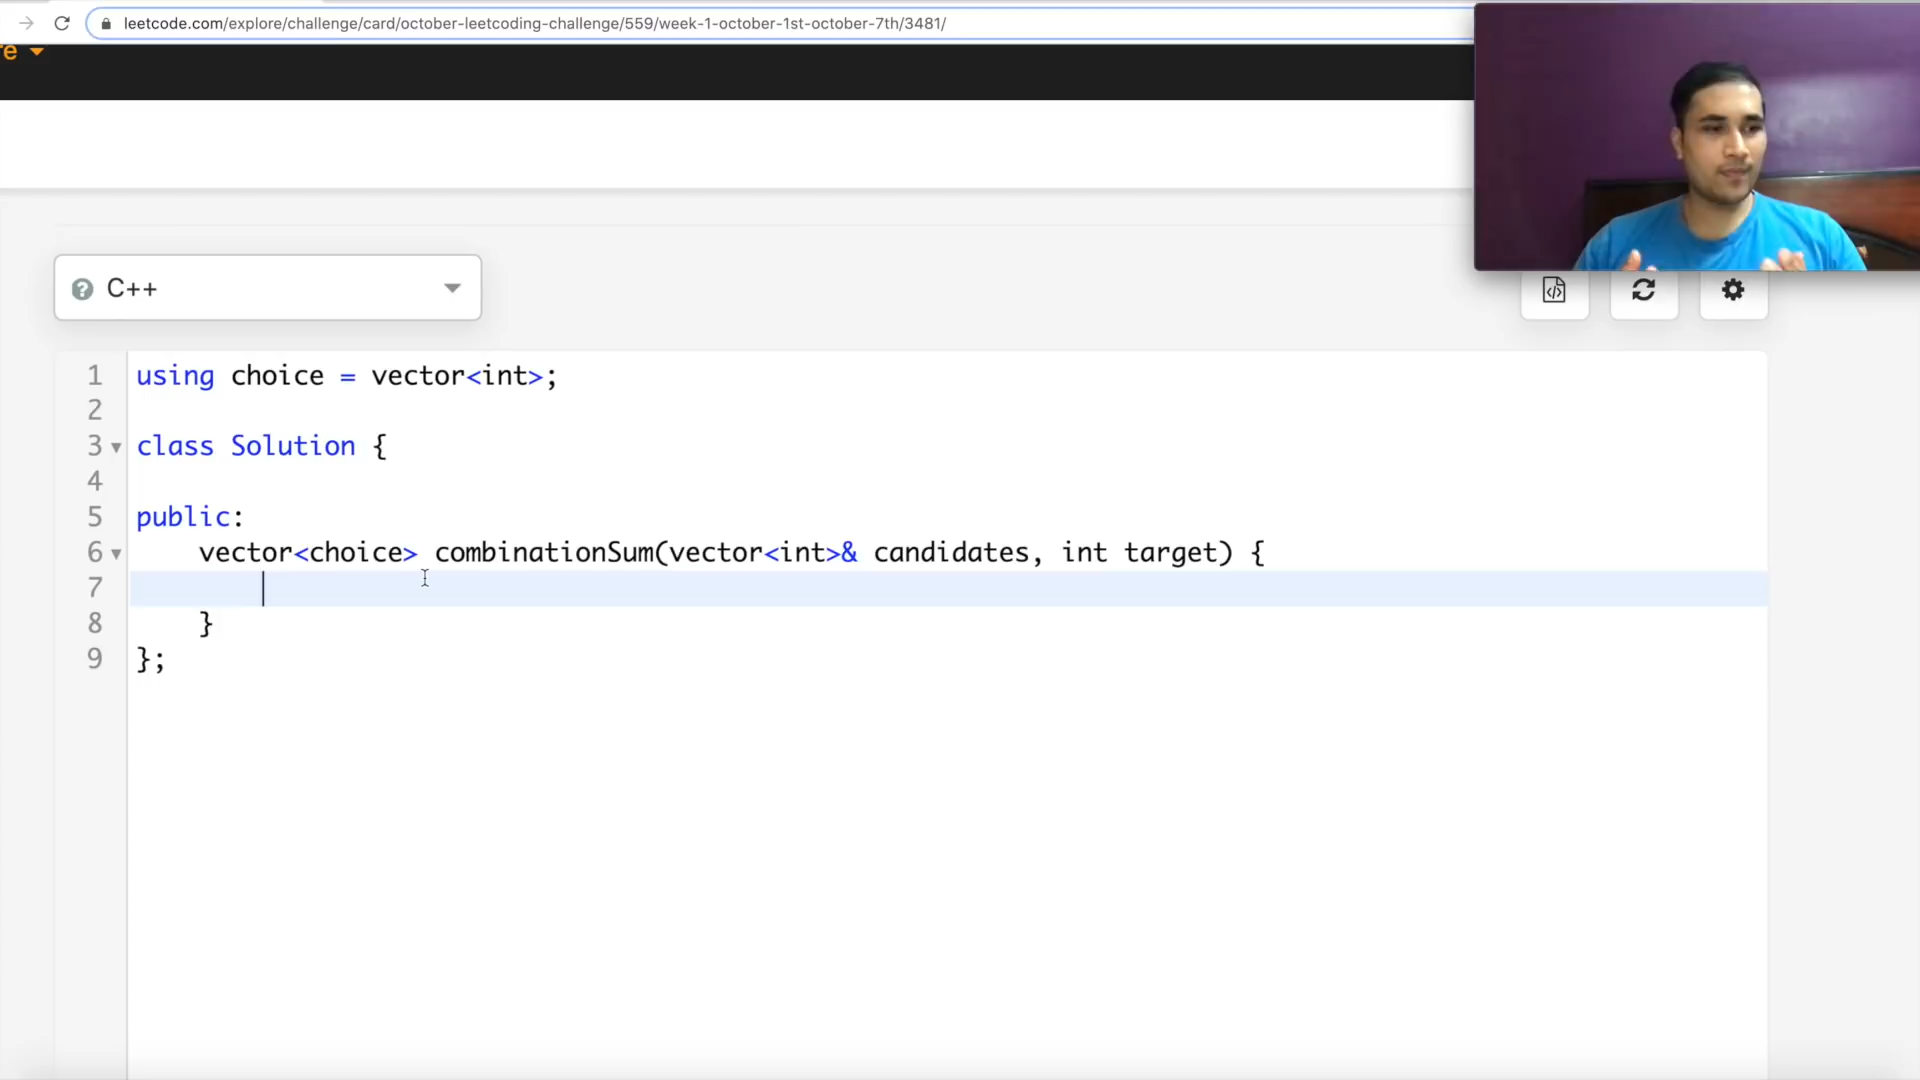 leetcode.com/explore/challenge/card/october-leetcoding-challenge/559/week-1-october-1st-october-7th/3481/
e
? C++
1 using choice = vector<int>;
2
3 class Solution {
4
5 public:
6 vector<choice> combinationSum(vector<int>& candidates, int target) {
7
8 }
9 };